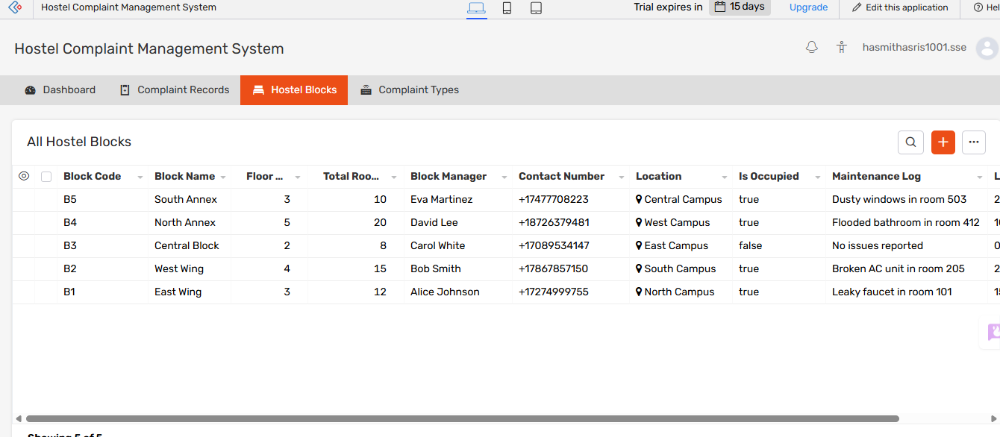 Hostel Complaint Management System
Trial expires in 15 days Upgrade Edit this application
Hostel Complaint Management System
hasmithasris1001.sse
Dashboard Complaint Records Hostel Blocks Complaint Types
All Hostel Blocks
Block Code Block Name Floor ... Total Roo... Block Manager Contact Number Location Is Occupied Maintenance Log
B5 South Annex 3 10 Eva Martinez +17477708223 Central Campus true Dusty windows in room 503
B4 North Annex 5 20 David Lee +18726379481 West Campus true Flooded bathroom in room 412
B3 Central Block 2 8 Carol White +17089534147 East Campus false No issues reported
B2 West Wing 4 15 Bob Smith +17867857150 South Campus true Broken AC unit in room 205
B1 East Wing 3 12 Alice Johnson +17274999755 North Campus true Leaky faucet in room 101
Showing 5 of 5